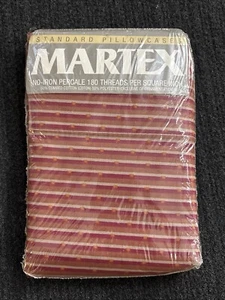 STANDARD PILLOWCASES
MARTEX
NO-IRON PERCALE 180 THREADS PER SQUARE INCH